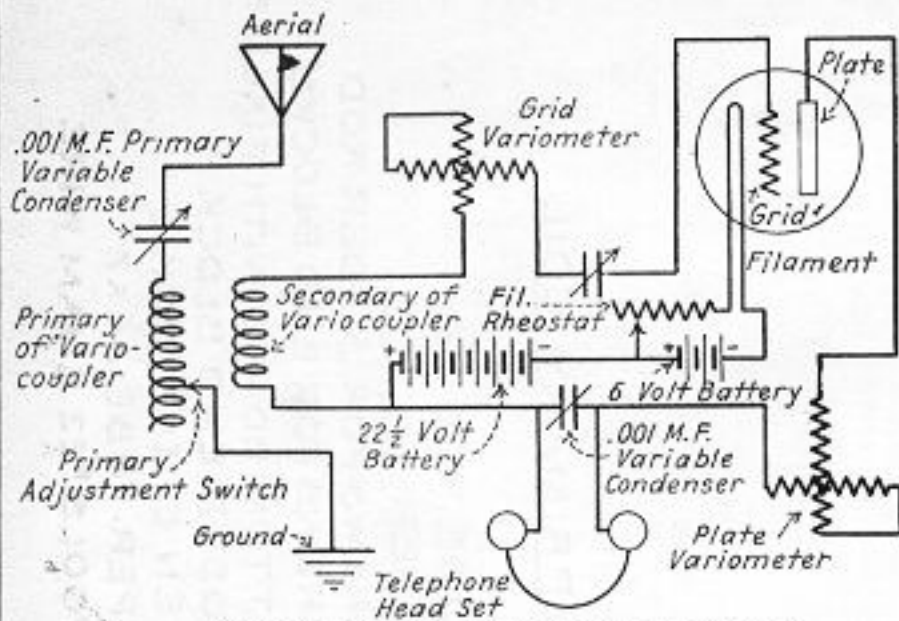 Aerial
.001 M.F. Primary
Variable
Condenser
Grid
Variometer
Plate
Grid
Filament
Primary
of Vario-
coupler
Secondary of
Variocoupler
Fil.
Rheostat
+
-
+
-
6 Volt Battery
22½ Volt
Battery
.001 M.F.
Variable
Condenser
Primary
Adjustment Switch
Ground
Telephone
Head Set
Plate
Variometer